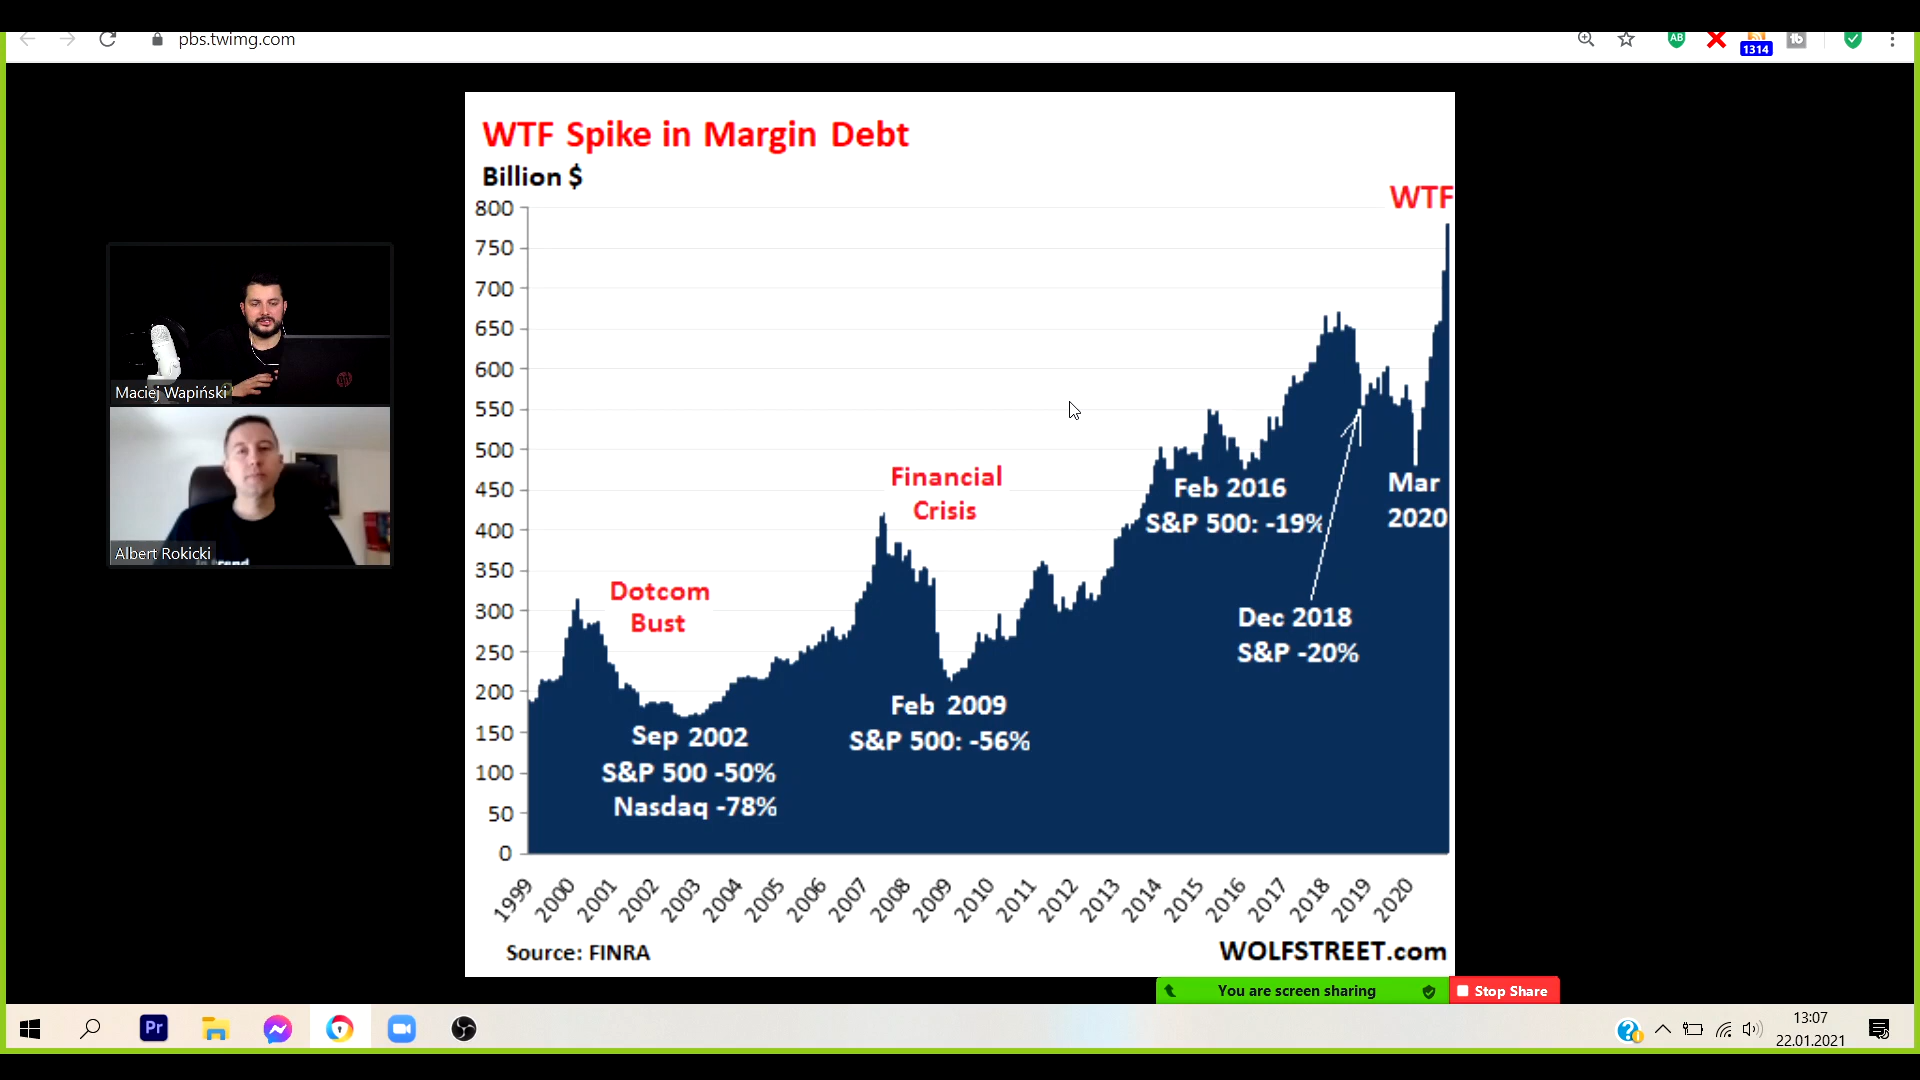 pbs.twimg.com
AB
1314
WTF Spike in Margin Debt
Billion $
WTF
800
750
700
650
600
550
500
450
400
350
300
250
200
150
100
50
0
Financial
Crisis
Dotcom
Bust
Feb 2016
S&P 500: -19%
Mar
2020
Dec 2018
S&P -20%
Feb 2009
S&P 500: -56%
Sep 2002
S&P 500 -50%
Nasdaq -78%
1999 2000 2001 2002 2003 2004 2005 2006 2007 2008 2009 2010 2011 2012 2013 2014 2015 2016 2017 2018 2019 2020
Source: FINRA
WOLFSTREET.com
Maciej Wapiński
Albert Rokicki
You are screen sharing
Stop Share
Pr
13:07
22.01.2021